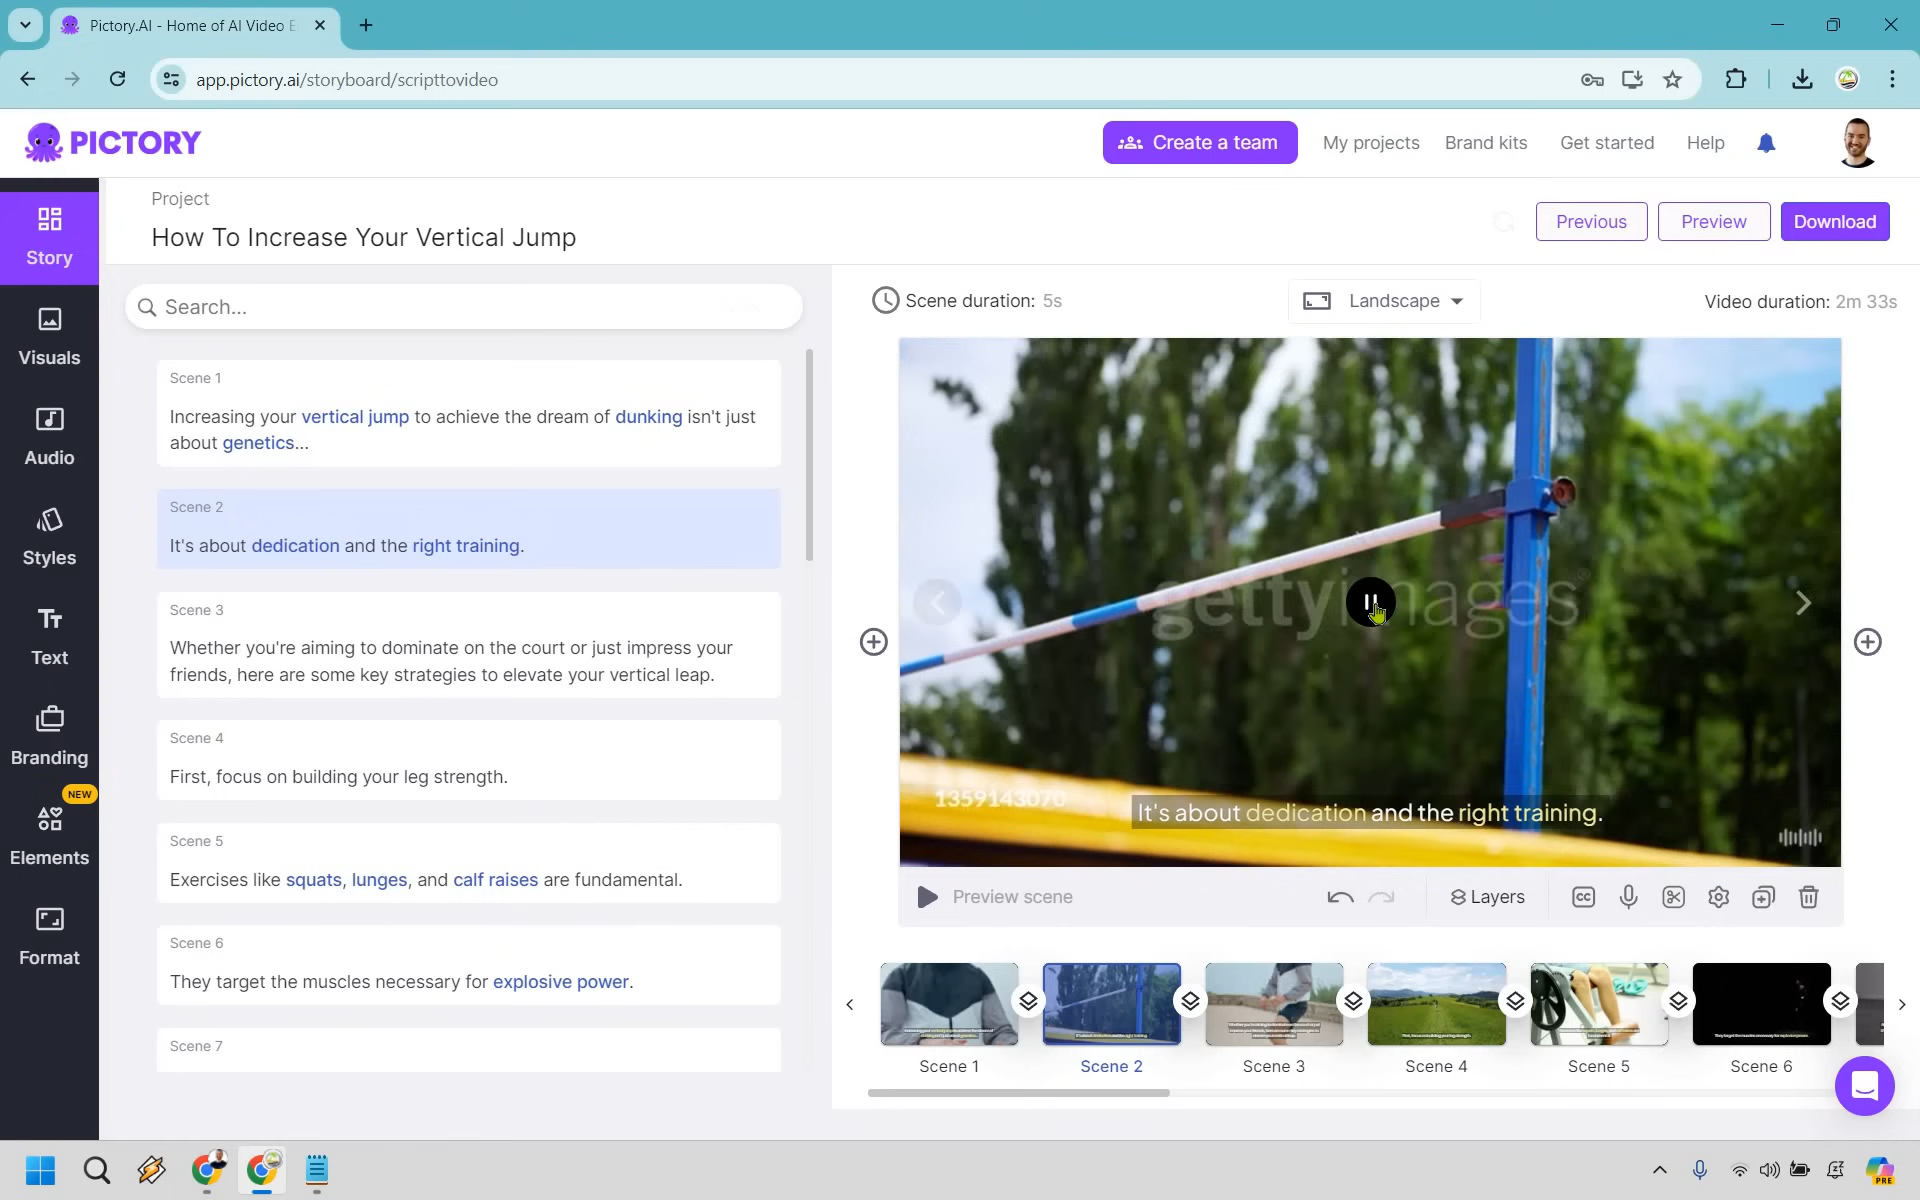 Pictory.AI - Home of AI Video E
app.pictory.ai/storyboard/scripttovideo
PICTORY
Create a team
My projects
Brand kits
Get started
Help
Story
Visuals
Audio
Styles
Text
Branding
NEW
Elements
Format
Project
How To Increase Your Vertical Jump
Previous
Preview
Download
Search...
Scene 1
Increasing your vertical jump to achieve the dream of dunking isn't just
about genetics...
Scene 2
It's about dedication and the right training.
Scene 3
Whether you're aiming to dominate on the court or just impress your
friends, here are some key strategies to elevate your vertical leap.
Scene 4
First, focus on building your leg strength.
Scene 5
Exercises like squats, lunges, and calf raises are fundamental.
Scene 6
They target the muscles necessary for explosive power.
Scene 7
Scene duration: 5s
Landscape
Video duration: 2m 33s
gettyimages
1359143070
It's about dedication and the right training.
Preview scene
Layers
CC
Scene 1
Scene 2
Scene 3
Scene 4
Scene 5
Scene 6
PRE